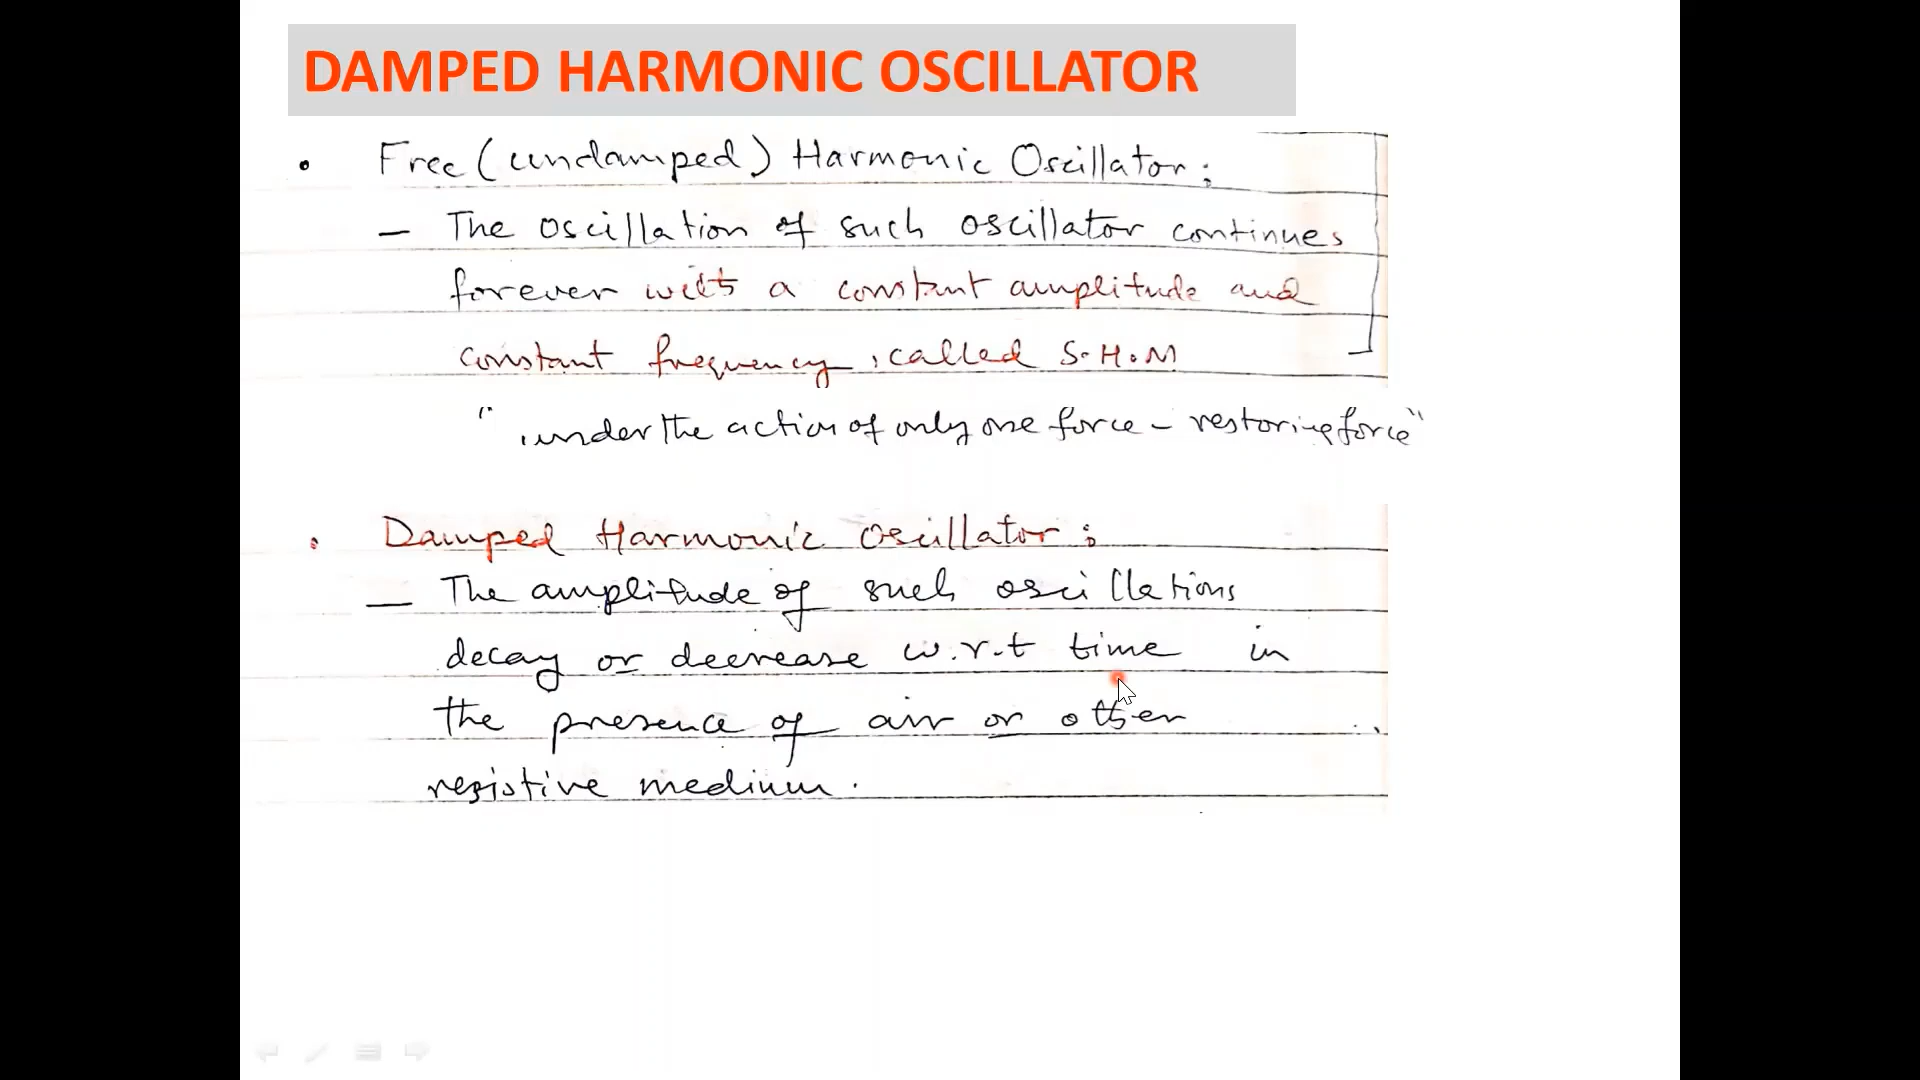 DAMPED HARMONIC OSCILLATOR
• Free (undamped) Harmonic Oscillator:
– The oscillation of such oscillator continues
forever with a constant amplitude and
constant frequency, called S.H.M
"under the action of only one force – restoring force"
• Damped Harmonic Oscillator:
– The amplitude of such oscillations
decay or decrease w.r.t time in
the presence of air or other
resistive medium.